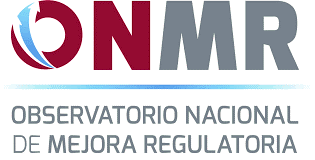 ONMR
OBSERVATORIO NACIONAL
DE MEJORA REGULATORIA